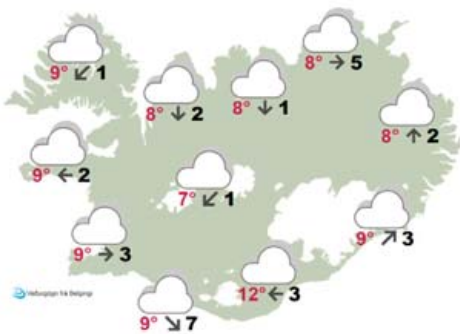 8° → 5
9° ↙ 1
8° ↓ 2
8° ↓ 1
8° ↑ 2
9° ← 2
7° ↙ 1
9° → 3
9° ↗ 3
12° ← 3
9° ↘ 7